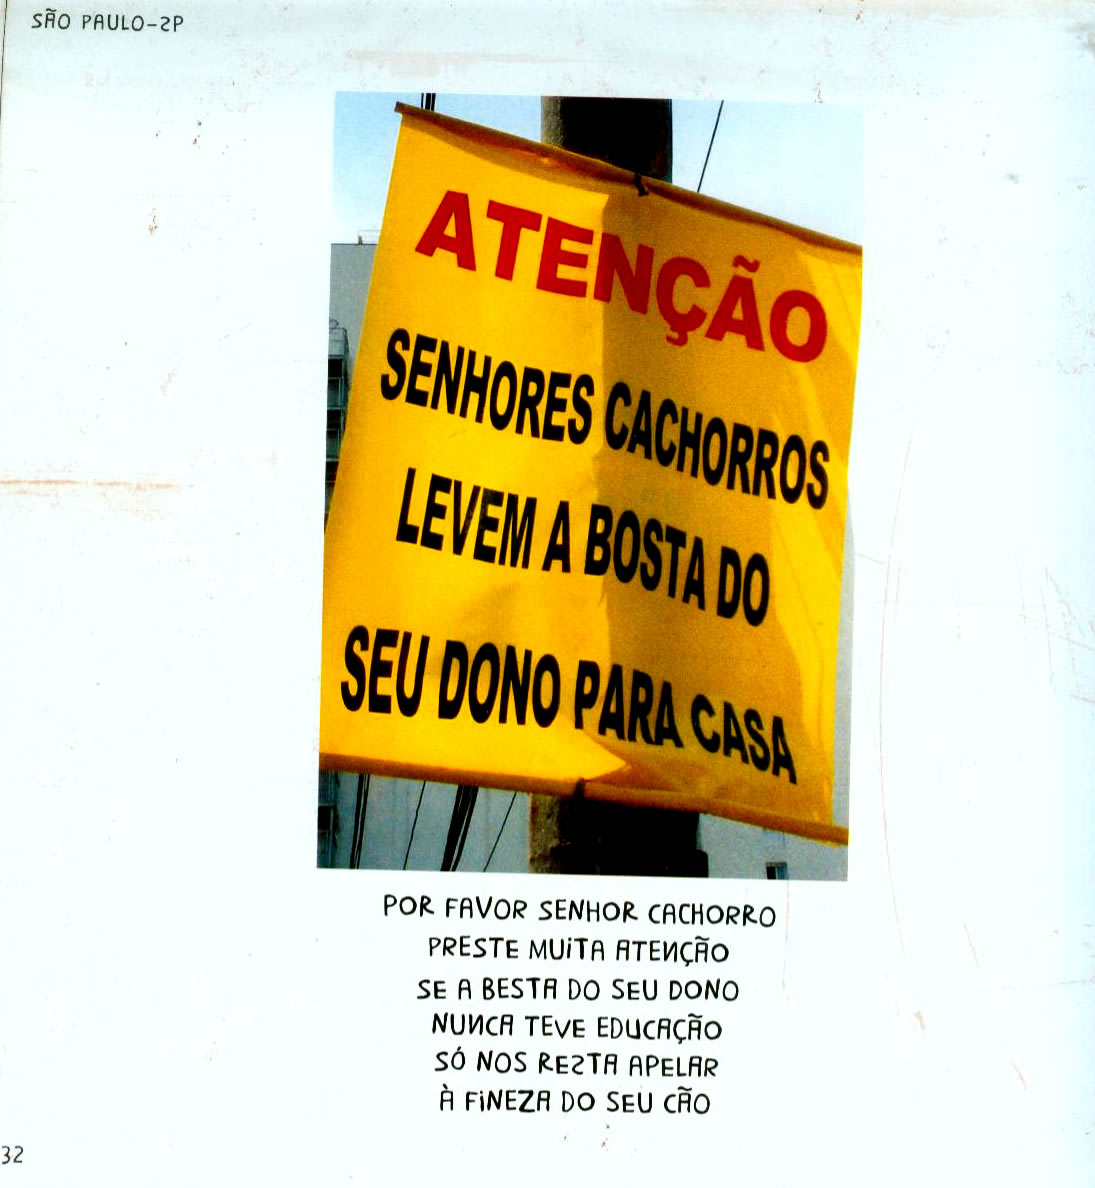 SÃO PAULO-SP
ATENÇÃO
SENHORES CACHORROS
LEVEM A BOSTA DO
SEU DONO PARA CASA
POR FAVOR SENHOR CACHORRO
PRESTE MUiTA ATENÇÃO
SE A BESTA DO SEU DONO
NUNCA TEVE EDUCAÇÃO
SÓ NOS RESTA APELAR
À FiNEZA DO SEU CÃO
32